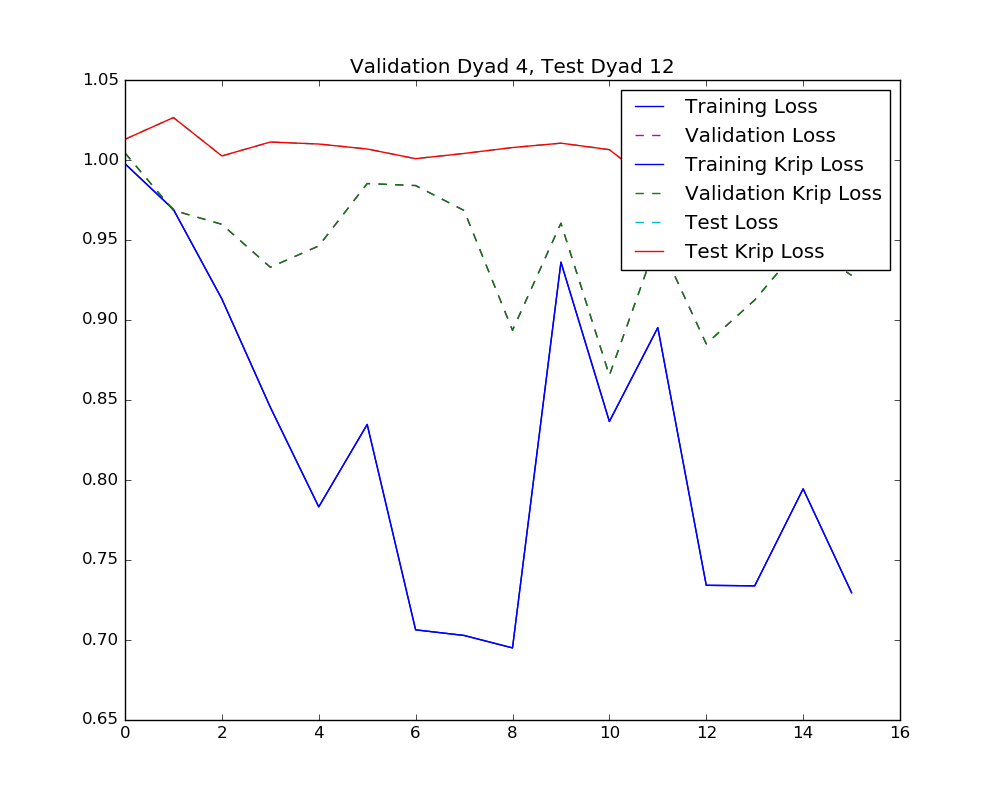 Validation Dyad 4, Test Dyad 12
1.05
1.00
0.95
0.90
0.85
0.80
0.75
0.70
0.65
Training Loss
Validation Loss
Training Krip Loss
Validation Krip Loss
Test Loss
Test Krip Loss
0 2 4 6 8 10 12 14 16